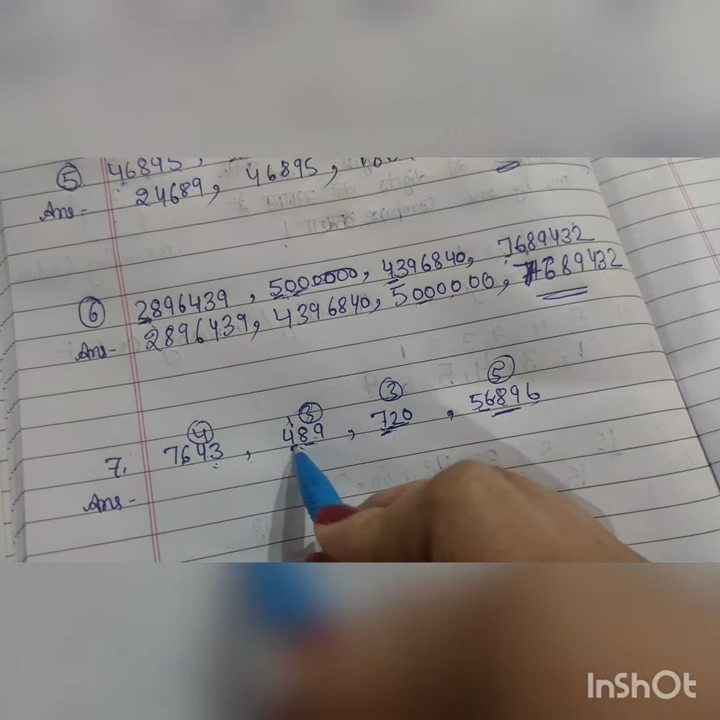 ⑤ 46895,
Ans- 24689, 46895,
⑥ 2896439, 5000000, 4396840, 7689432
Ans- 2896439, 4396840, 5000000, 7689432
④ ③ ③ ⑤
7. 7643, 489, 720, 56896
Ans-
InShOt